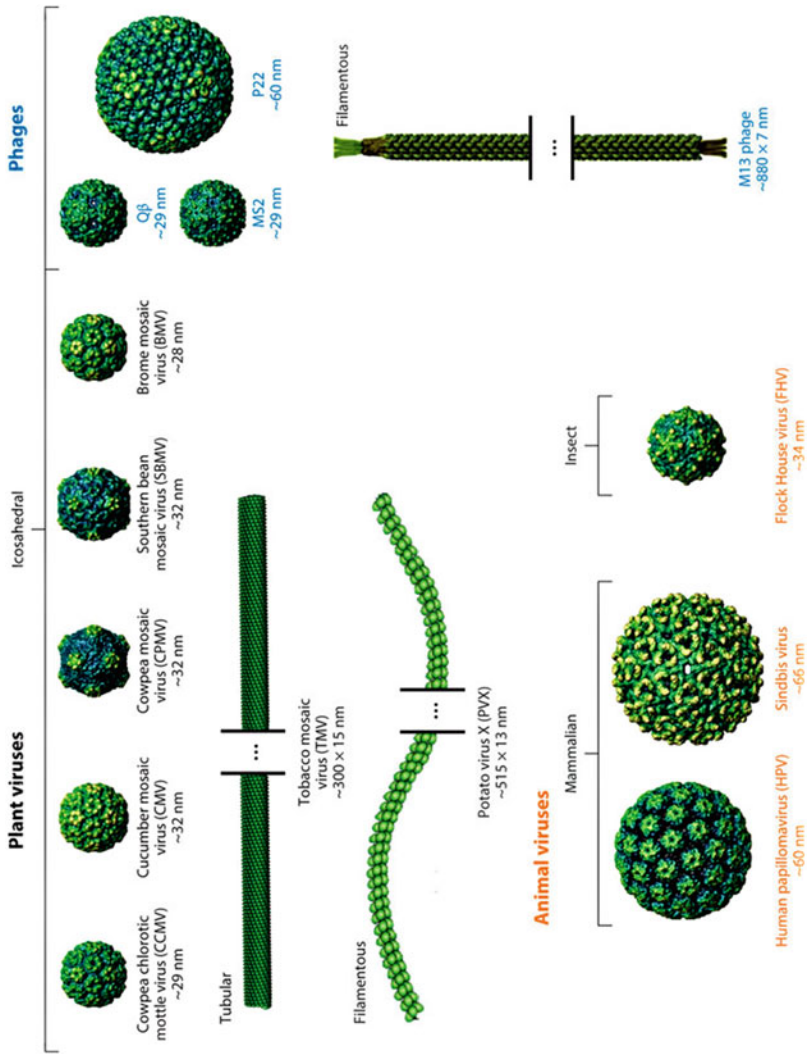 Plant viruses
Phages
Icosahedral
Cowpea chlorotic
mottle virus (CCMV)
~29 nm
Cucumber mosaic
virus (CMV)
~32 nm
Cowpea mosaic
virus (CPMV)
~32 nm
Southern bean
mosaic virus (SBMV)
~32 nm
Brome mosaic
virus (BMV)
~28 nm
Qβ
~29 nm
MS2
~29 nm
P22
~60 nm
Tubular
...
Tobacco mosaic
virus (TMV)
~300 × 15 nm
Filamentous
...
Potato virus X (PVX)
~515 × 13 nm
Filamentous
...
M13 phage
~880 × 7 nm
Animal viruses
Mammalian
Insect
Human papillomavirus (HPV)
~60 nm
Sindbis virus
~66 nm
Flock House virus (FHV)
~34 nm